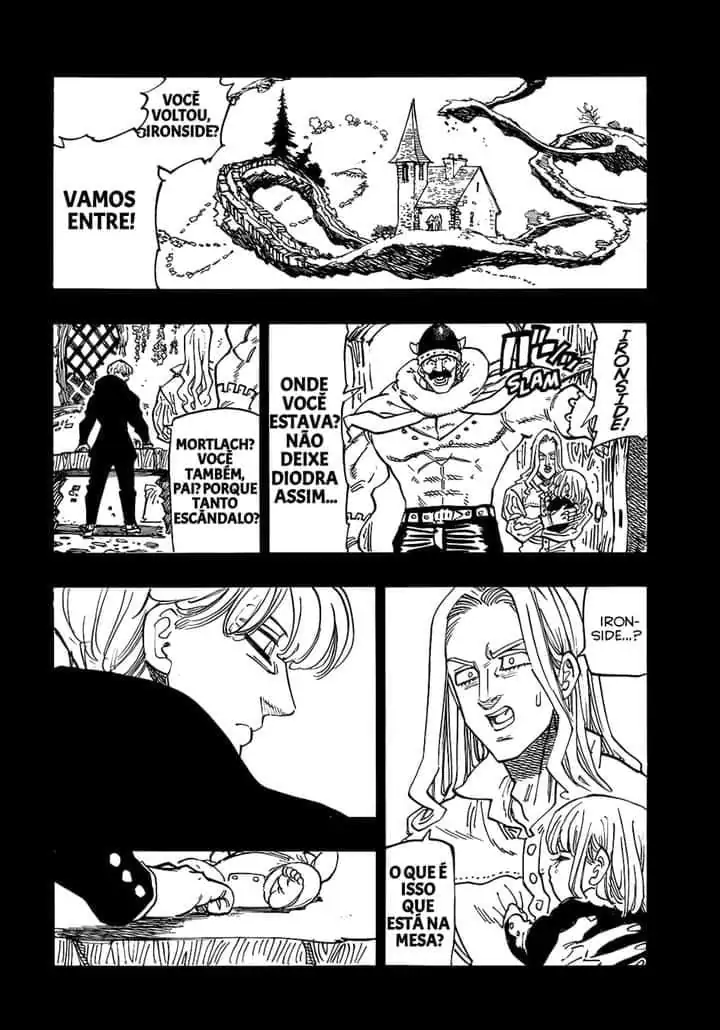 VOCÊ
VOLTOU,
IRONSIDE?
VAMOS
ENTRE!
IRONSIDE!
SLAM
ONDE
VOCÊ
ESTAVA?
NÃO
DEIXE
DIODRA
ASSIM...
MORTLACH?
VOCÊ
TAMBÉM,
PAI? PORQUE
TANTO
ESCÂNDALO?
IRON-
SIDE...?
O QUE É
ISSO
QUE
ESTÁ NA
MESA?